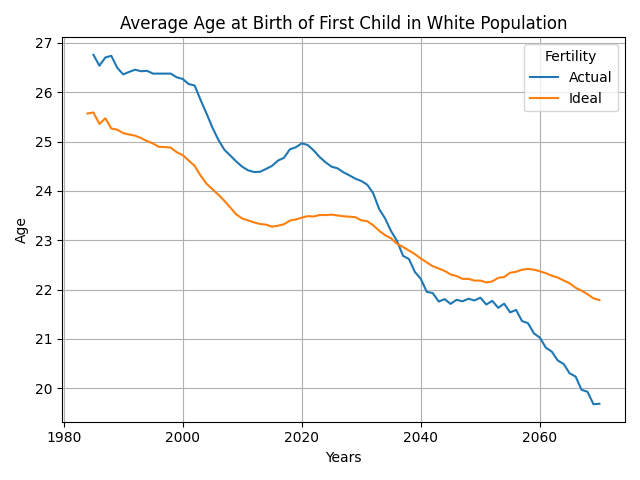 Average Age at Birth of First Child in White Population
27
26
25
24
23
22
21
20
Age
Fertility
Actual
Ideal
1980 2000 2020 2040 2060
Years